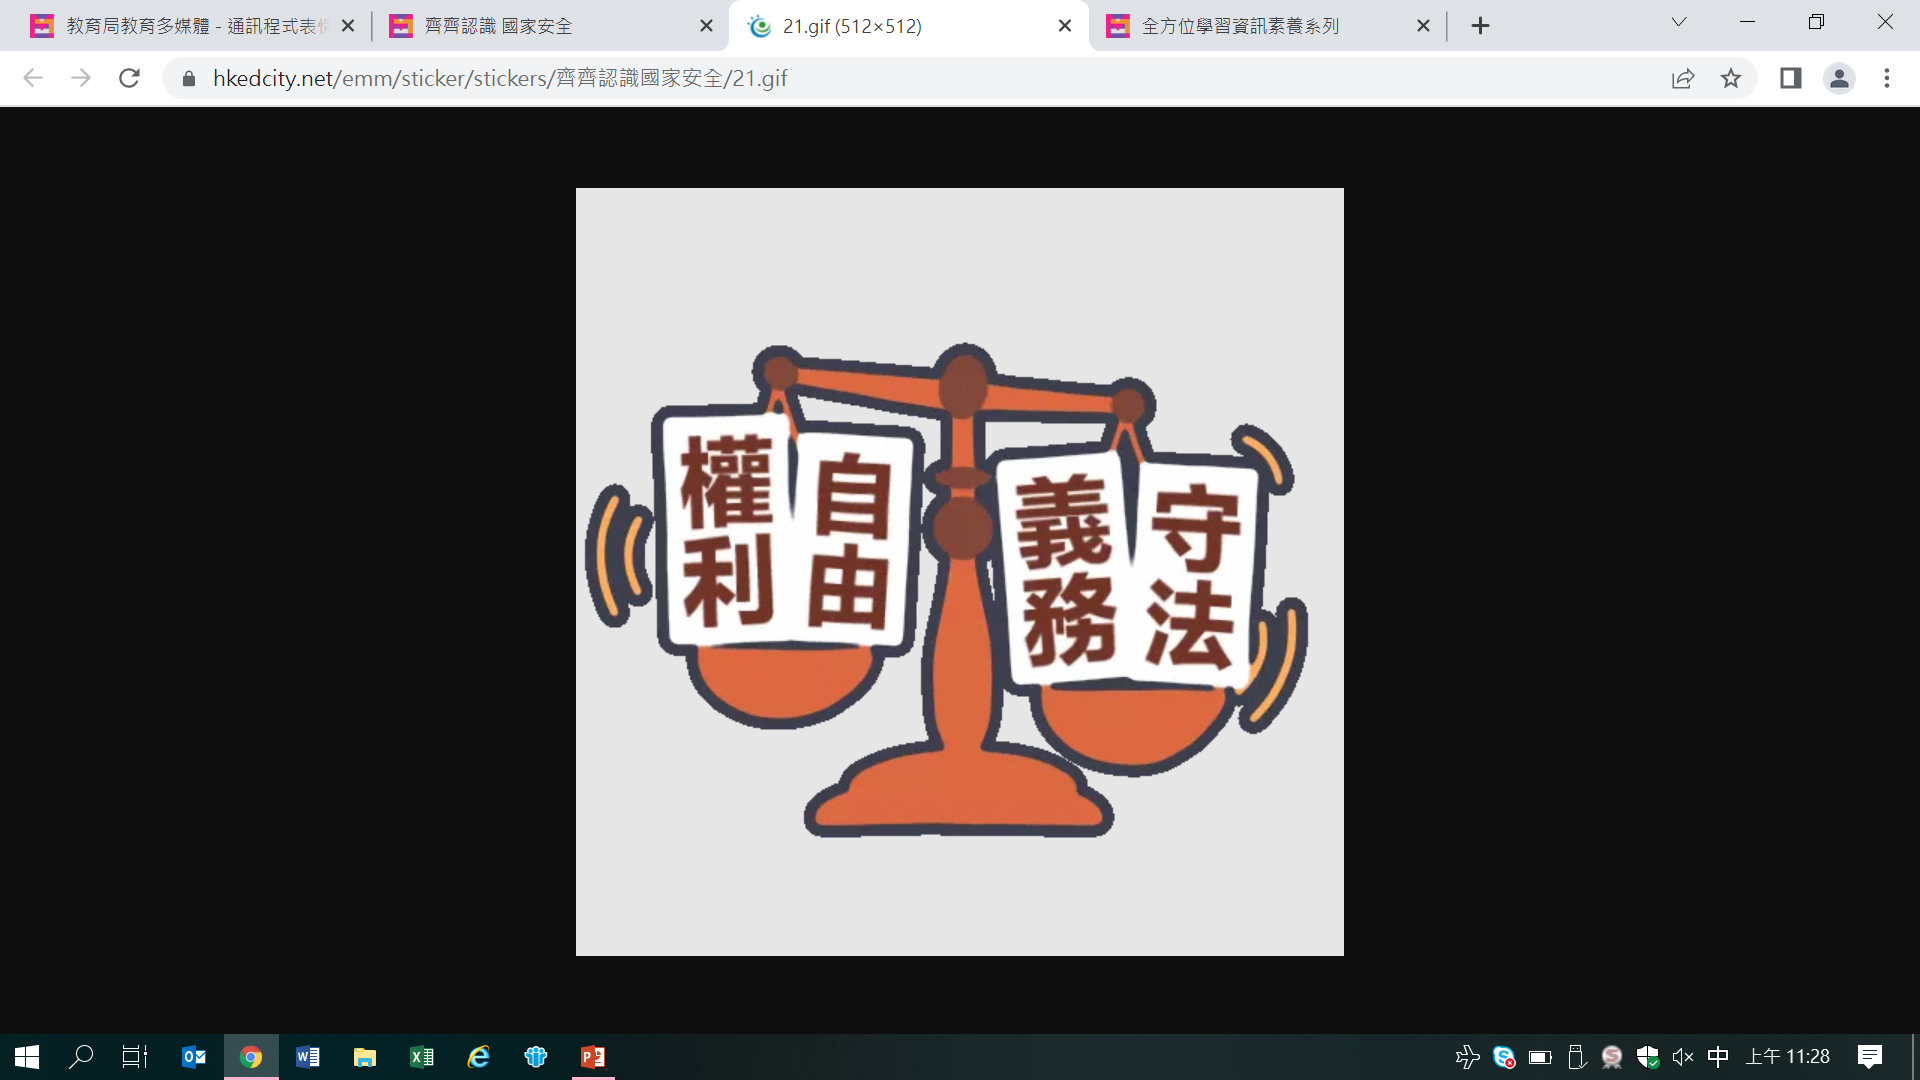 教育局教育多媒體 - 通訊程式表情
齊齊認識 國家安全
21.gif (512×512)
全方位學習資訊素養系列
hkedcity.net/emm/sticker/stickers/齊齊認識國家安全/21.gif
權利
自由
義務
守法
中
上午 11:28